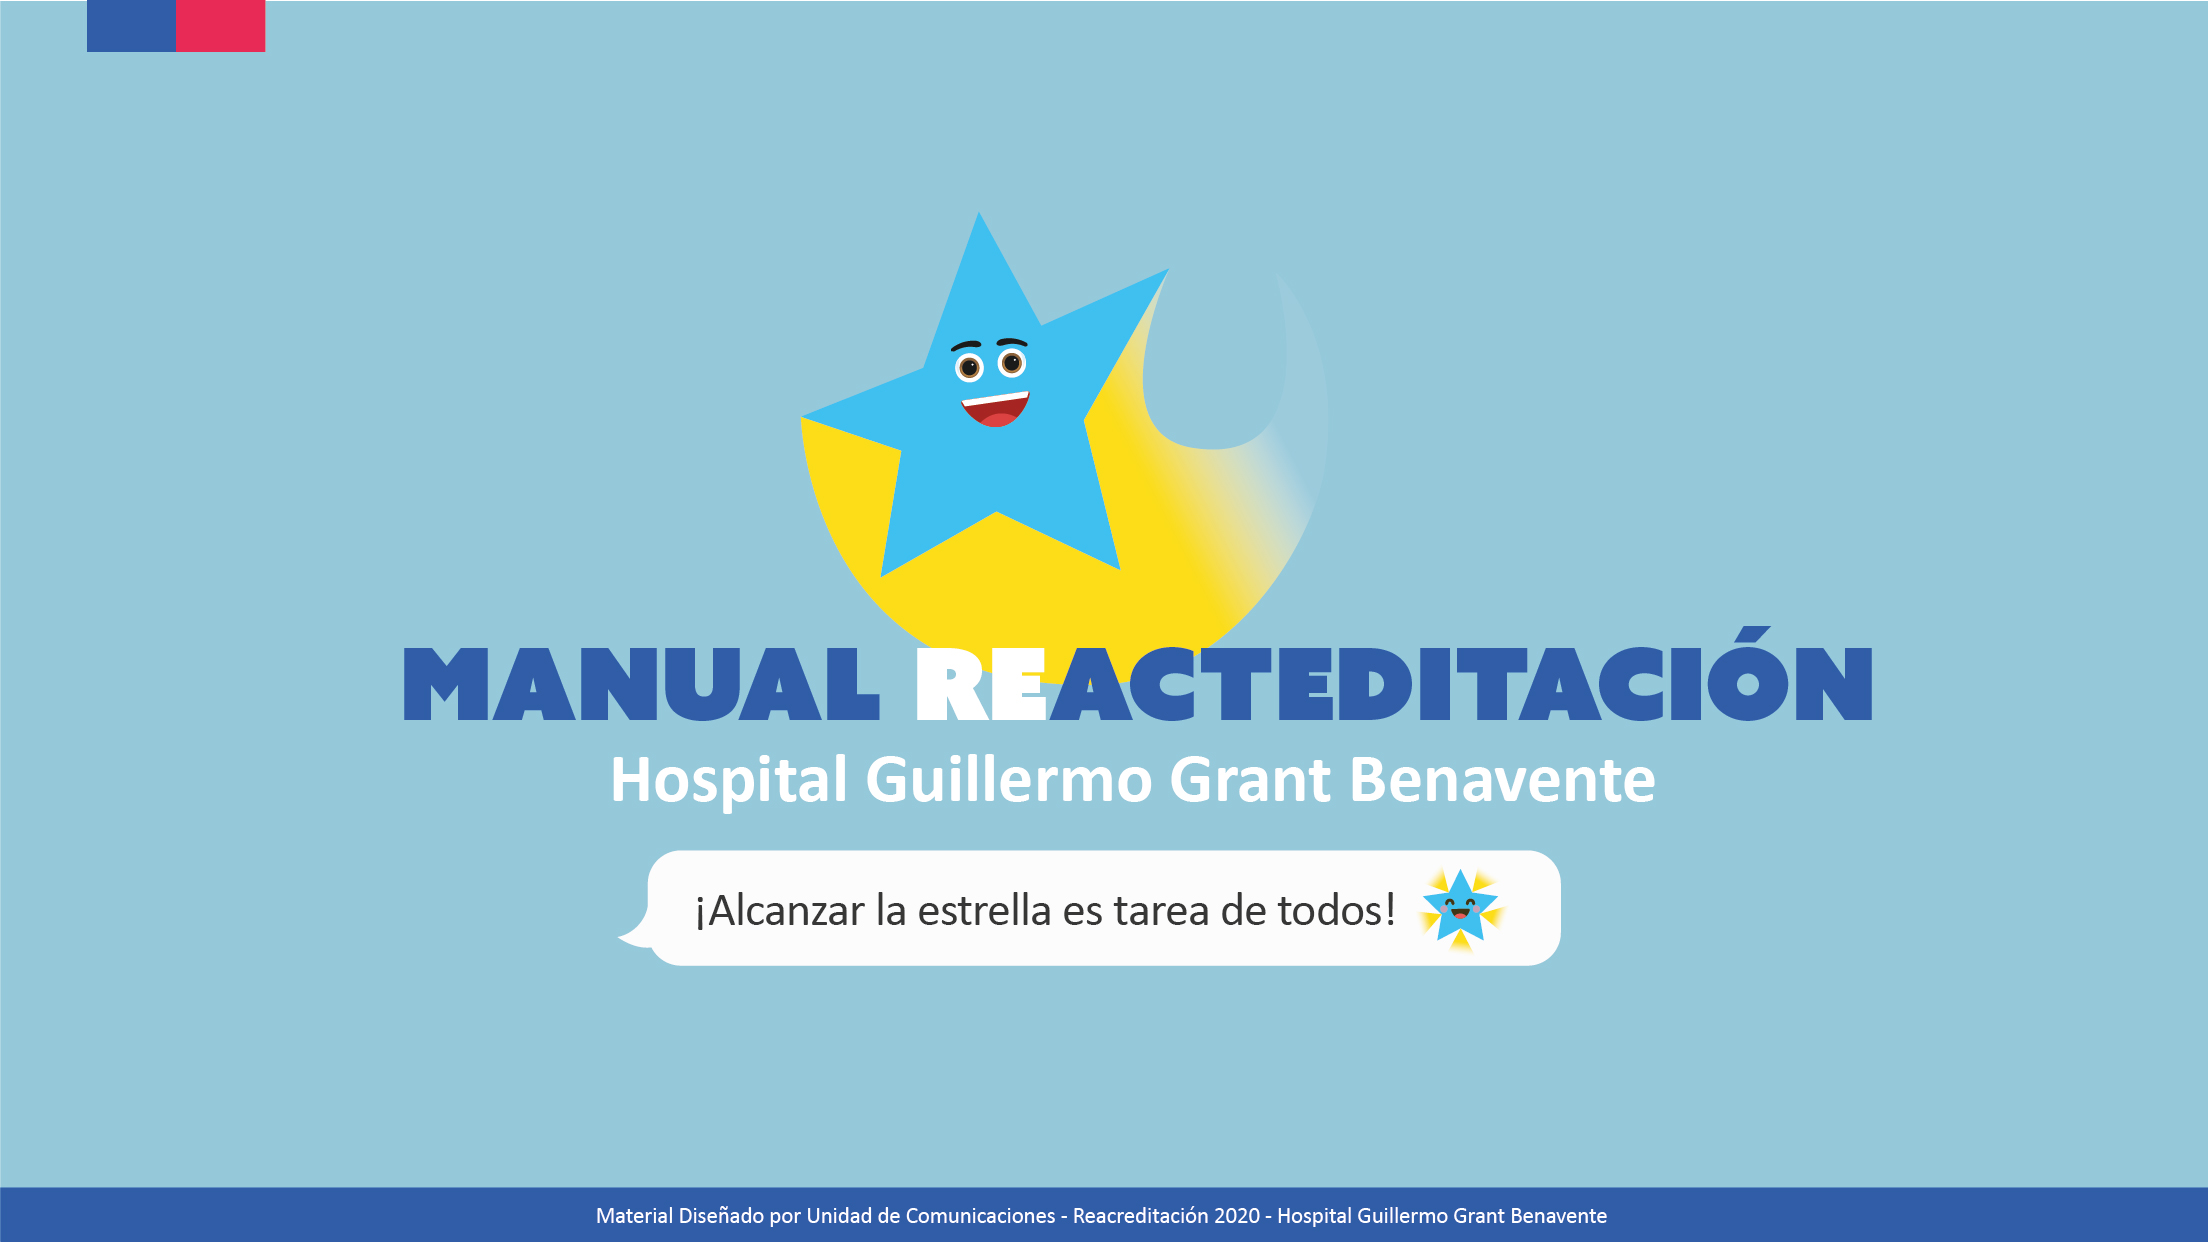 MANUAL REACTEDITACIÓN
Hospital Guillermo Grant Benavente
¡Alcanzar la estrella es tarea de todos!
Material Diseñado por Unidad de Comunicaciones - Reacreditación 2020 - Hospital Guillermo Grant Benavente